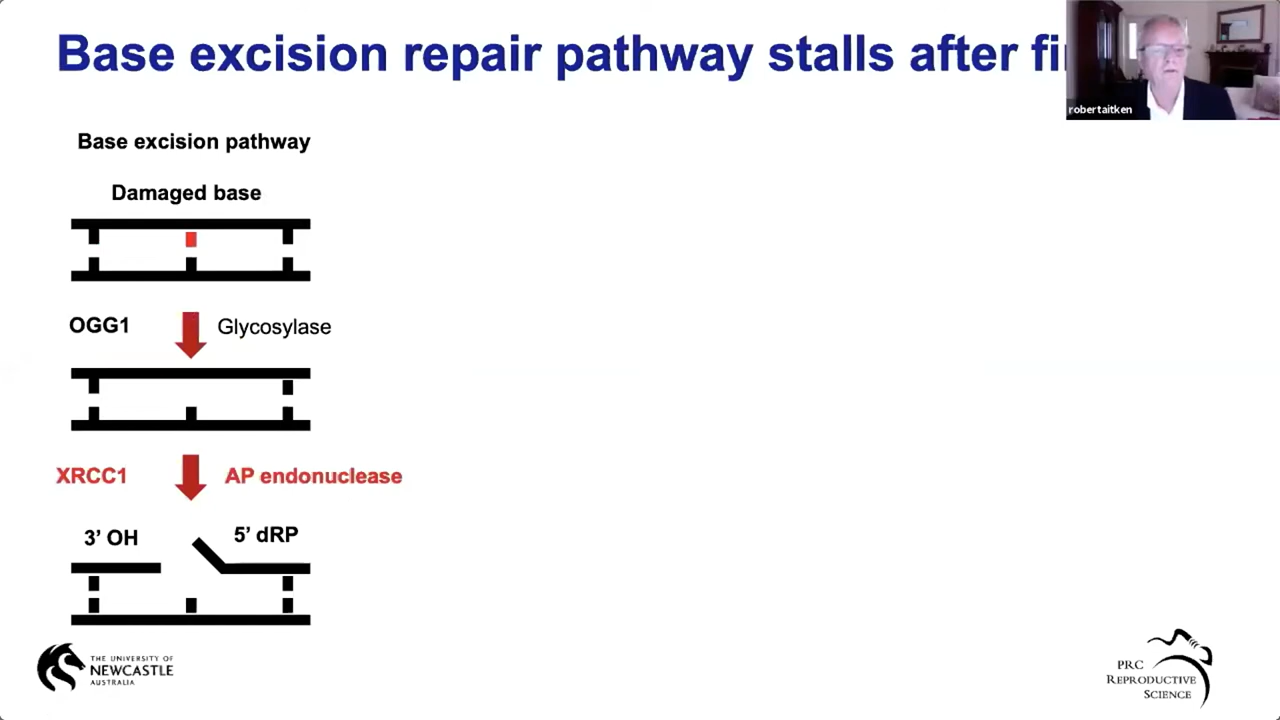 Base excision repair pathway stalls after
robertaitken
Base excision pathway
Damaged base
OGG1
Glycosylase
XRCC1
AP endonuclease
3’ OH
5’ dRP
THE UNIVERSITY OF
NEWCASTLE
AUSTRALIA
PRC
REPRODUCTIVE
SCIENCE